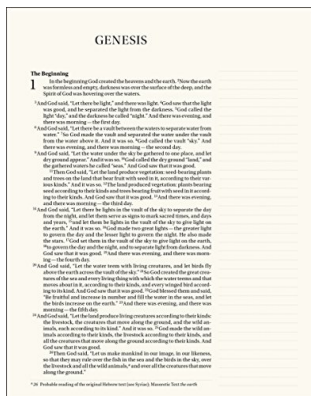 GENESIS
The Beginning
1 In the beginning God created the heavens and the earth. 2Now the earth
was formless and empty, darkness was over the surface of the deep, and the
Spirit of God was hovering over the waters.
3And God said, "Let there be light," and there was light. 4God saw that the light
was good, and he separated the light from the darkness. 5God called the
light "day," and the darkness he called "night." And there was evening, and
there was morning — the first day.
6And God said, "Let there be a vault between the waters to separate water from
water." 7So God made the vault and separated the water under the vault
from the water above it. And it was so. 8God called the vault "sky." And
there was evening, and there was morning — the second day.
9And God said, "Let the water under the sky be gathered to one place, and let
dry ground appear." And it was so. 10God called the dry ground "land," and
the gathered waters he called "seas." And God saw that it was good.
11Then God said, "Let the land produce vegetation: seed-bearing plants
and trees on the land that bear fruit with seed in it, according to their var-
ious kinds." And it was so. 12The land produced vegetation: plants bearing
seed according to their kinds and trees bearing fruit with seed in it accord-
ing to their kinds. And God saw that it was good. 13And there was evening,
and there was morning — the third day.
14And God said, "Let there be lights in the vault of the sky to separate the day
from the night, and let them serve as signs to mark sacred times, and days
and years, 15and let them be lights in the vault of the sky to give light on
the earth." And it was so. 16God made two great lights — the greater light
to govern the day and the lesser light to govern the night. He also made
the stars. 17God set them in the vault of the sky to give light on the earth,
18to govern the day and the night, and to separate light from darkness. And
God saw that it was good. 19And there was evening, and there was morn-
ing — the fourth day.
20And God said, "Let the water teem with living creatures, and let birds fly
above the earth across the vault of the sky." 21So God created the great crea-
tures of the sea and every living thing with which the water teems and that
moves about in it, according to their kinds, and every winged bird accord-
ing to its kind. And God saw that it was good. 22God blessed them and said,
"Be fruitful and increase in number and fill the water in the seas, and let
the birds increase on the earth." 23And there was evening, and there was
morning — the fifth day.
24And God said, "Let the land produce living creatures according to their kinds:
the livestock, the creatures that move along the ground, and the wild an-
imals, each according to its kind." And it was so. 25God made the wild an-
imals according to their kinds, the livestock according to their kinds, and
all the creatures that move along the ground according to their kinds. And
God saw that it was good.
26Then God said, "Let us make mankind in our image, in our likeness,
so that they may rule over the fish in the sea and the birds in the sky, over
the livestock and all the wild animals,a and over all the creatures that move
along the ground."
a 26 Probable reading of the original Hebrew text (see Syriac); Masoretic Text the earth